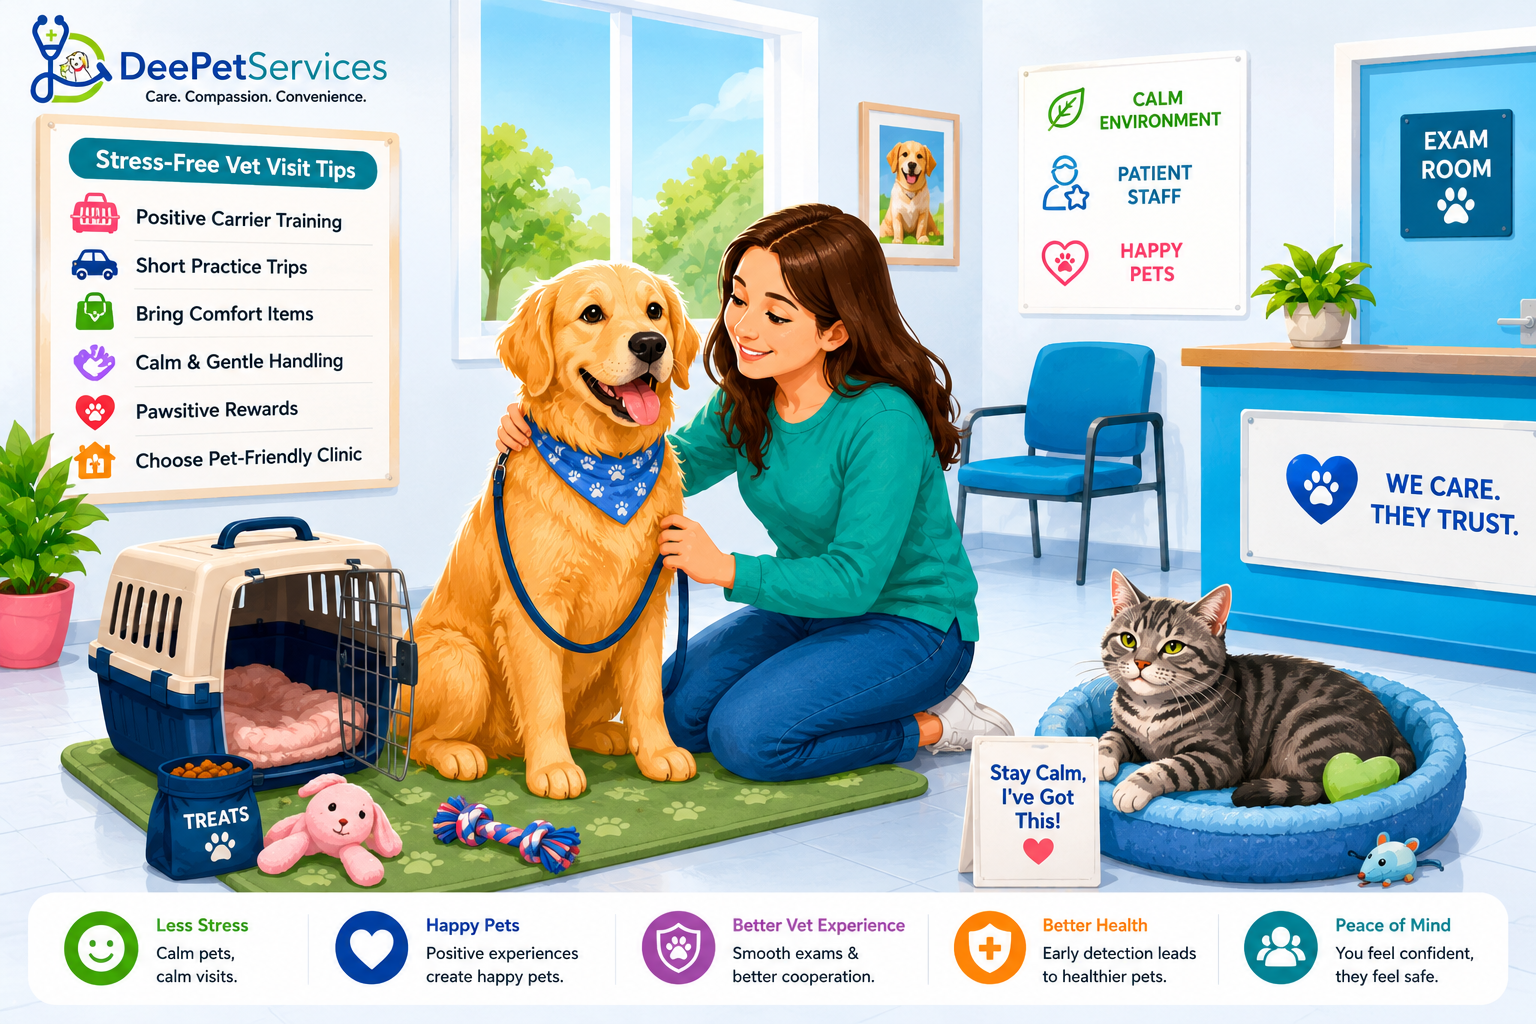 DeePetServices
Care. Compassion. Convenience.
Stress-Free Vet Visit Tips
Positive Carrier Training
Short Practice Trips
Bring Comfort Items
Calm & Gentle Handling
Pawsitive Rewards
Choose Pet-Friendly Clinic
CALM
ENVIRONMENT
PATIENT
STAFF
HAPPY
PETS
EXAM
ROOM
WE CARE.
THEY TRUST.
TREATS
Stay Calm,
I've Got
This!
Less Stress
Calm pets,
calm visits.
Happy Pets
Positive experiences
create happy pets.
Better Vet Experience
Smooth exams &
better cooperation.
Better Health
Early detection leads
to healthier pets.
Peace of Mind
You feel confident,
they feel safe.